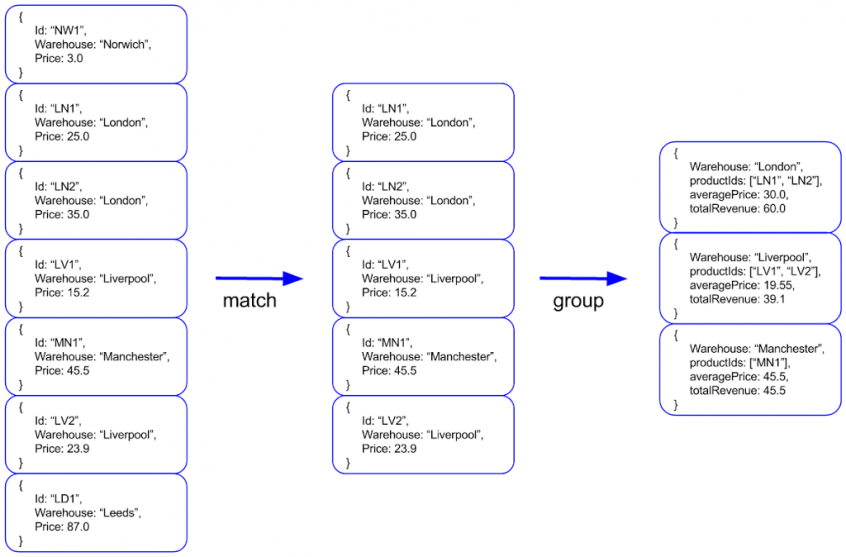 {
Id: “NW1”,
Warehouse: “Norwich”,
Price: 3.0
}
{
Id: “LN1”,
Warehouse: “London”,
Price: 25.0
}
{
Id: “LN2”,
Warehouse: “London”,
Price: 35.0
}
{
Id: “LV1”,
Warehouse: “Liverpool”,
Price: 15.2
}
{
Id: “MN1”,
Warehouse: “Manchester”,
Price: 45.5
}
{
Id: “LV2”,
Warehouse: “Liverpool”,
Price: 23.9
}
{
Id: “LD1”,
Warehouse: “Leeds”,
Price: 87.0
}
match
{
Id: “LN1”,
Warehouse: “London”,
Price: 25.0
}
{
Id: “LN2”,
Warehouse: “London”,
Price: 35.0
}
{
Id: “LV1”,
Warehouse: “Liverpool”,
Price: 15.2
}
{
Id: “MN1”,
Warehouse: “Manchester”,
Price: 45.5
}
{
Id: “LV2”,
Warehouse: “Liverpool”,
Price: 23.9
}
group
{
Warehouse: “London”,
productIds: [“LN1”, “LN2”],
averagePrice: 30.0,
totalRevenue: 60.0
}
{
Warehouse: “Liverpool”,
productIds: [“LV1”, “LV2”],
averagePrice: 19.55,
totalRevenue: 39.1
}
{
Warehouse: “Manchester”,
productIds: [“MN1”],
averagePrice: 45.5,
totalRevenue: 45.5
}